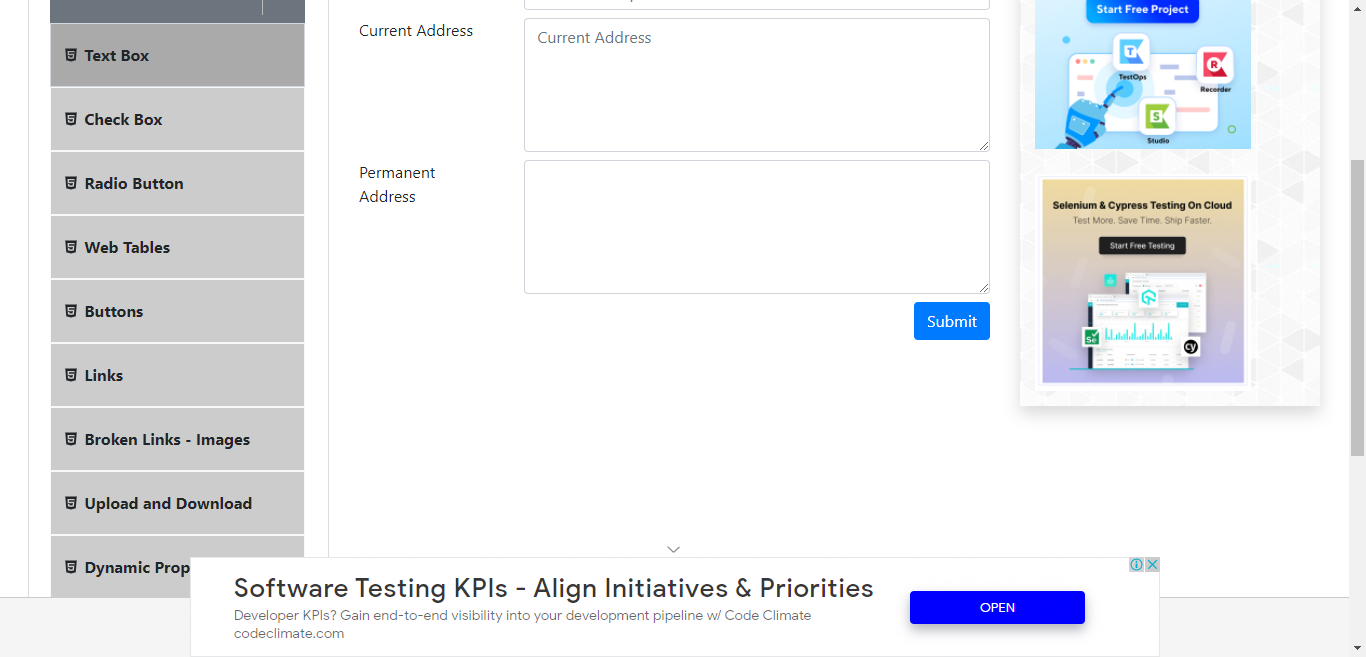 Text Box
Check Box
Radio Button
Web Tables
Buttons
Links
Broken Links - Images
Upload and Download
Dynamic Prop
Current Address
Current Address
Permanent
Address
Submit
Start Free Project
TestOps
Recorder
Studio
Selenium & Cypress Testing On Cloud
Test More. Save Time. Ship Faster.
Start Free Testing
Se
cy
Software Testing KPIs - Align Initiatives & Priorities
Developer KPIs? Gain end-to-end visibility into your development pipeline w/ Code Climate
codeclimate.com
OPEN